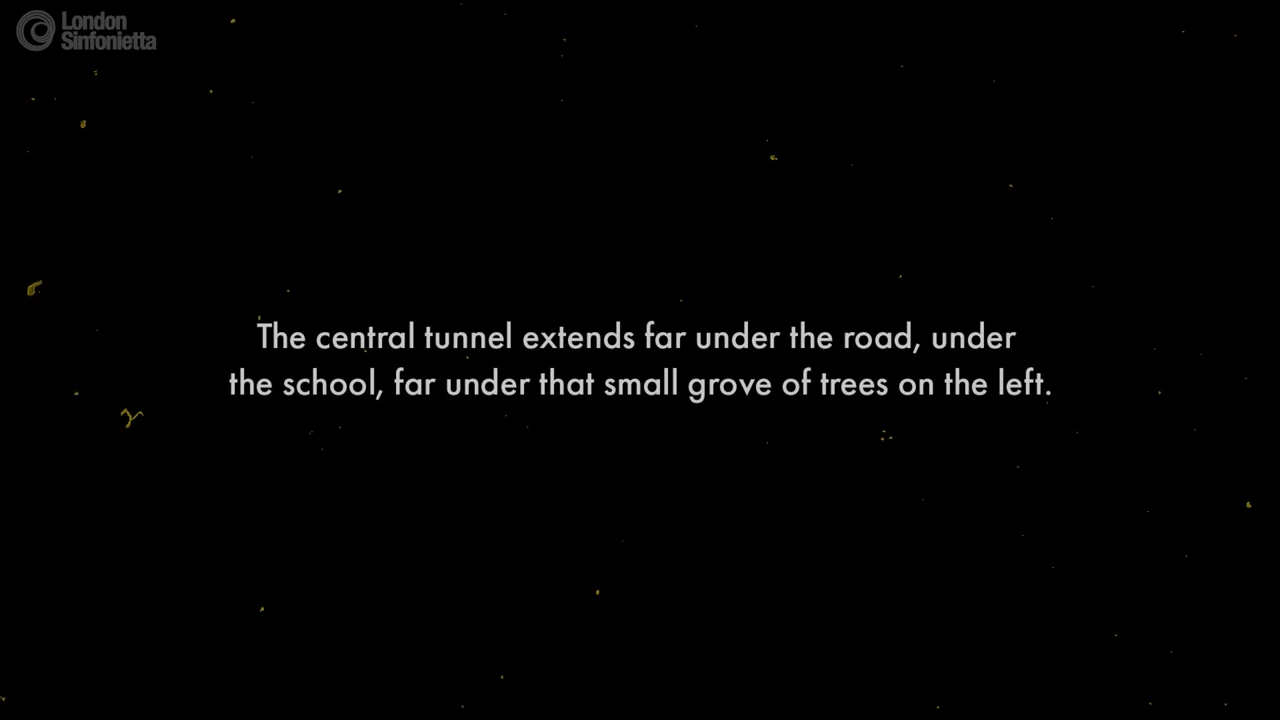 London
Sinfonietta
The central tunnel extends far under the road, under
the school, far under that small grove of trees on the left.